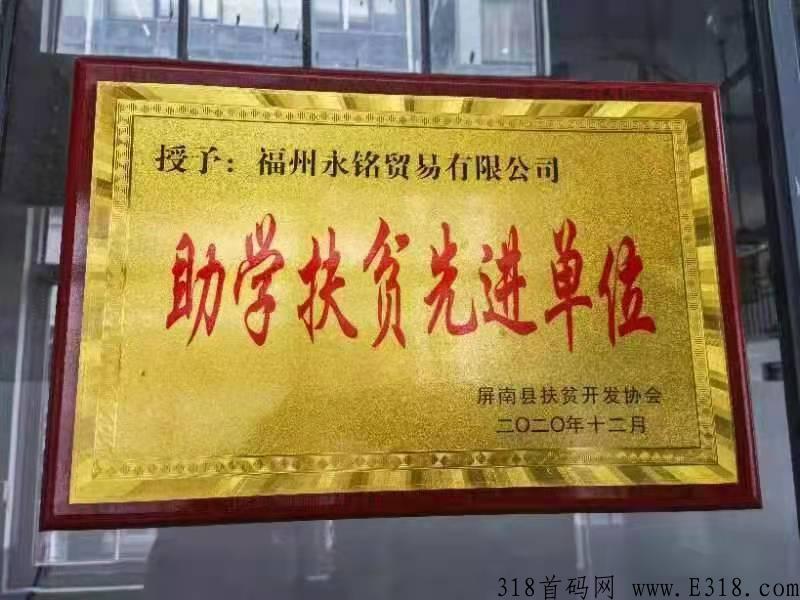 授予：福州永铭贸易有限公司
助学扶贫先进单位
屏南县扶贫开发协会
二〇二〇年十二月
318首码网 www.E318.com